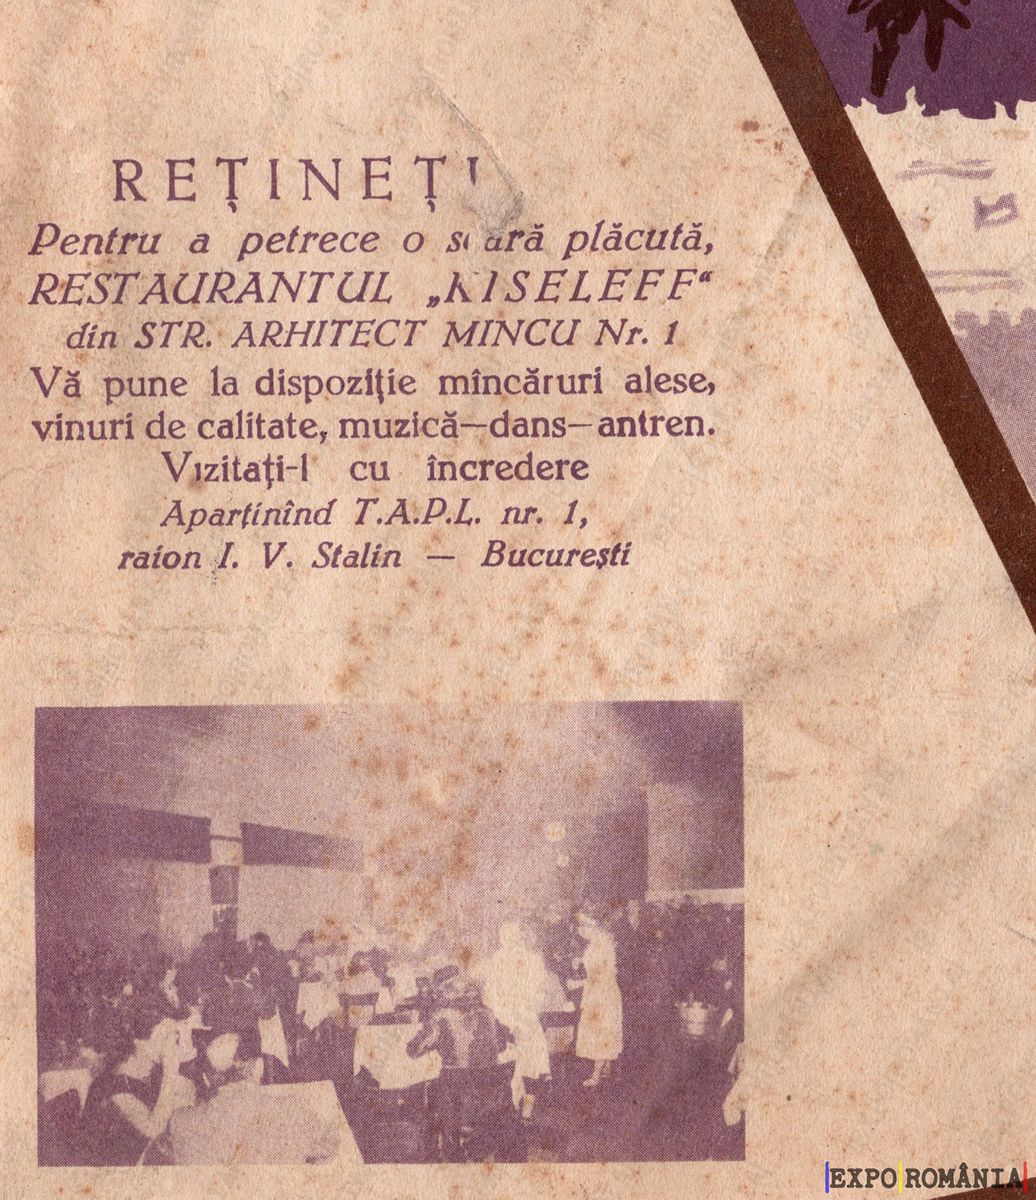 REȚINEȚI
Pentru a petrece o seară plăcută,
RESTAURANTUL „KISELEFF“
din STR. ARHITECT MINCU Nr. 1
Vă pune la dispoziție mîncăruri alese,
vinuri de calitate, muzică—dans—antren.
Vizitați-l cu încredere
Aparținînd T.A.P.L. nr. 1,
raion I. V. Stalin — București
EXPO ROMÂNIA